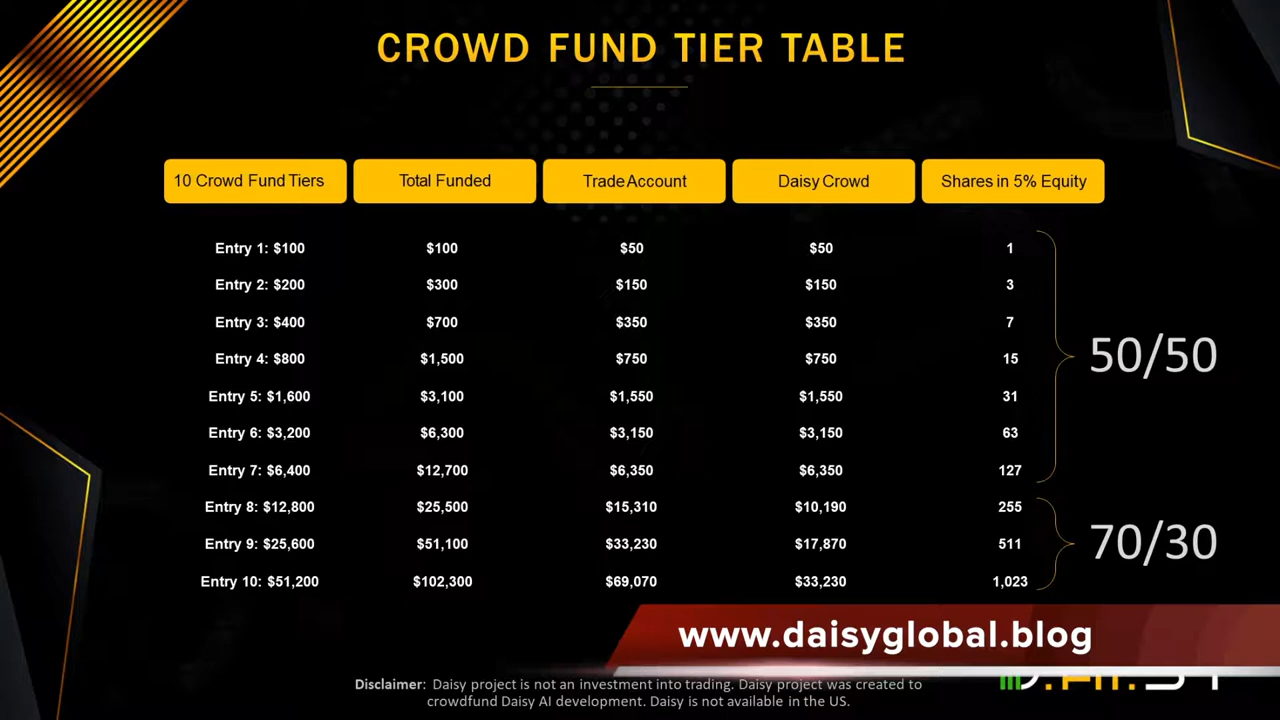 CROWD FUND TIER TABLE
10 Crowd Fund Tiers Total Funded Trade Account Daisy Crowd Shares in 5% Equity
Entry 1: $100 $100 $50 $50 1
Entry 2: $200 $300 $150 $150 3
Entry 3: $400 $700 $350 $350 7
Entry 4: $800 $1,500 $750 $750 15
50/50
Entry 5: $1,600 $3,100 $1,550 $1,550 31
Entry 6: $3,200 $6,300 $3,150 $3,150 63
Entry 7: $6,400 $12,700 $6,350 $6,350 127
Entry 8: $12,800 $25,500 $15,310 $10,190 255
Entry 9: $25,600 $51,100 $33,230 $17,870 511
70/30
Entry 10: $51,200 $102,300 $69,070 $33,230 1,023
www.daisyglobal.blog
Disclaimer: Daisy project is not an investment into trading. Daisy project was created to
crowdfund Daisy AI development. Daisy is not available in the US.